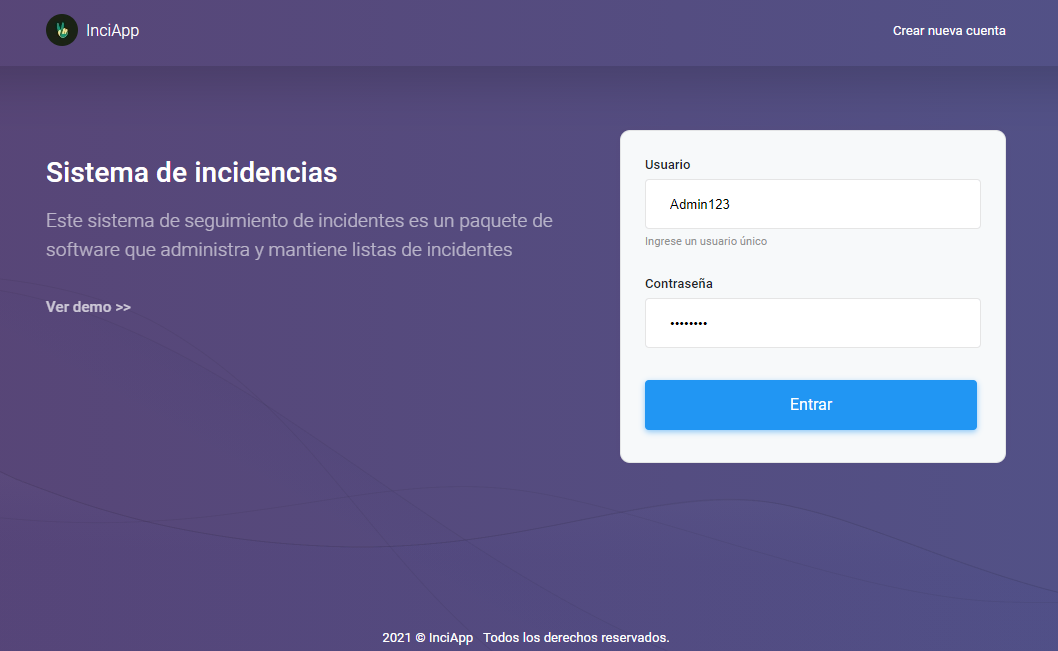 InciApp
Crear nueva cuenta
Sistema de incidencias
Este sistema de seguimiento de incidentes es un paquete de
software que administra y mantiene listas de incidentes
Ver demo >>
Usuario
Admin123
Ingrese un usuario único
Contraseña
••••••••
Entrar
2021 © InciApp Todos los derechos reservados.